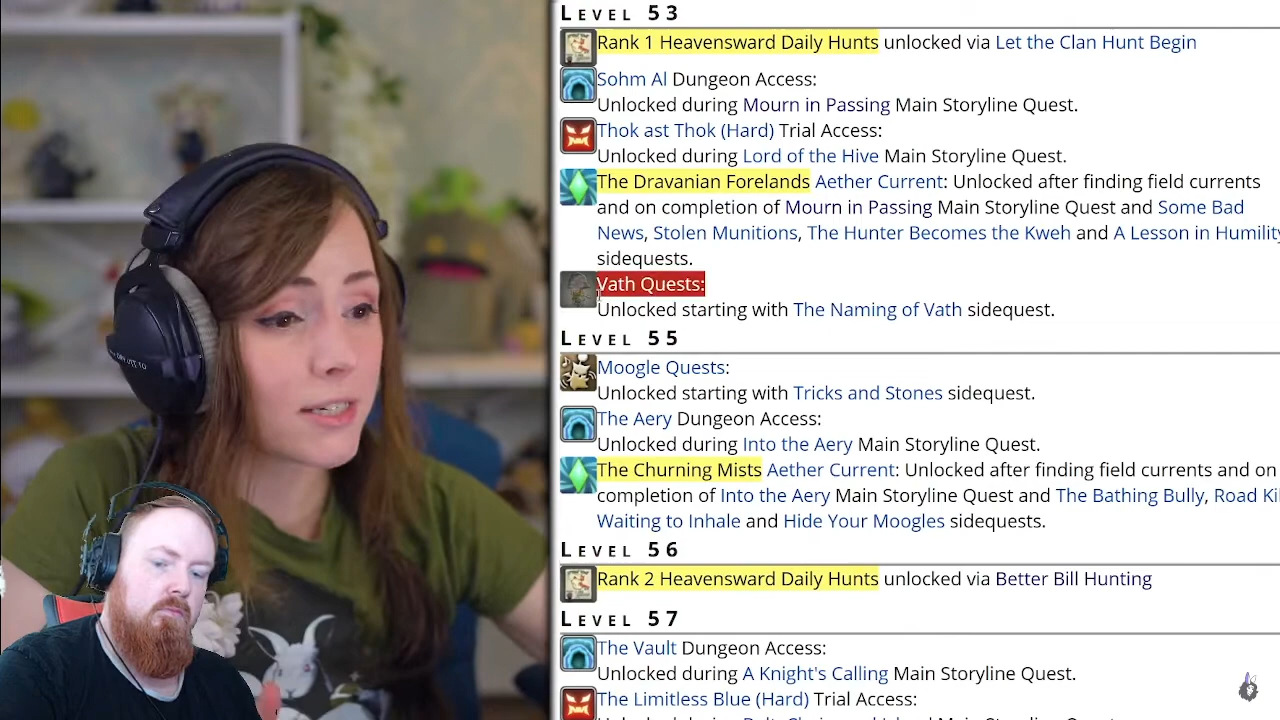 LEVEL 53
Rank 1 Heavensward Daily Hunts unlocked via Let the Clan Hunt Begin
Sohm Al Dungeon Access:
Unlocked during Mourn in Passing Main Storyline Quest.
Thok ast Thok (Hard) Trial Access:
Unlocked during Lord of the Hive Main Storyline Quest.
The Dravanian Forelands Aether Current: Unlocked after finding field currents
and on completion of Mourn in Passing Main Storyline Quest and Some Bad
News, Stolen Munitions, The Hunter Becomes the Kweh and A Lesson in Humility
sidequests.
Vath Quests:
Unlocked starting with The Naming of Vath sidequest.
LEVEL 55
Moogle Quests:
Unlocked starting with Tricks and Stones sidequest.
The Aery Dungeon Access:
Unlocked during Into the Aery Main Storyline Quest.
The Churning Mists Aether Current: Unlocked after finding field currents and on
completion of Into the Aery Main Storyline Quest and The Bathing Bully, Road Ki
Waiting to Inhale and Hide Your Moogles sidequests.
LEVEL 56
Rank 2 Heavensward Daily Hunts unlocked via Better Bill Hunting
LEVEL 57
The Vault Dungeon Access:
Unlocked during A Knight's Calling Main Storyline Quest.
The Limitless Blue (Hard) Trial Access: